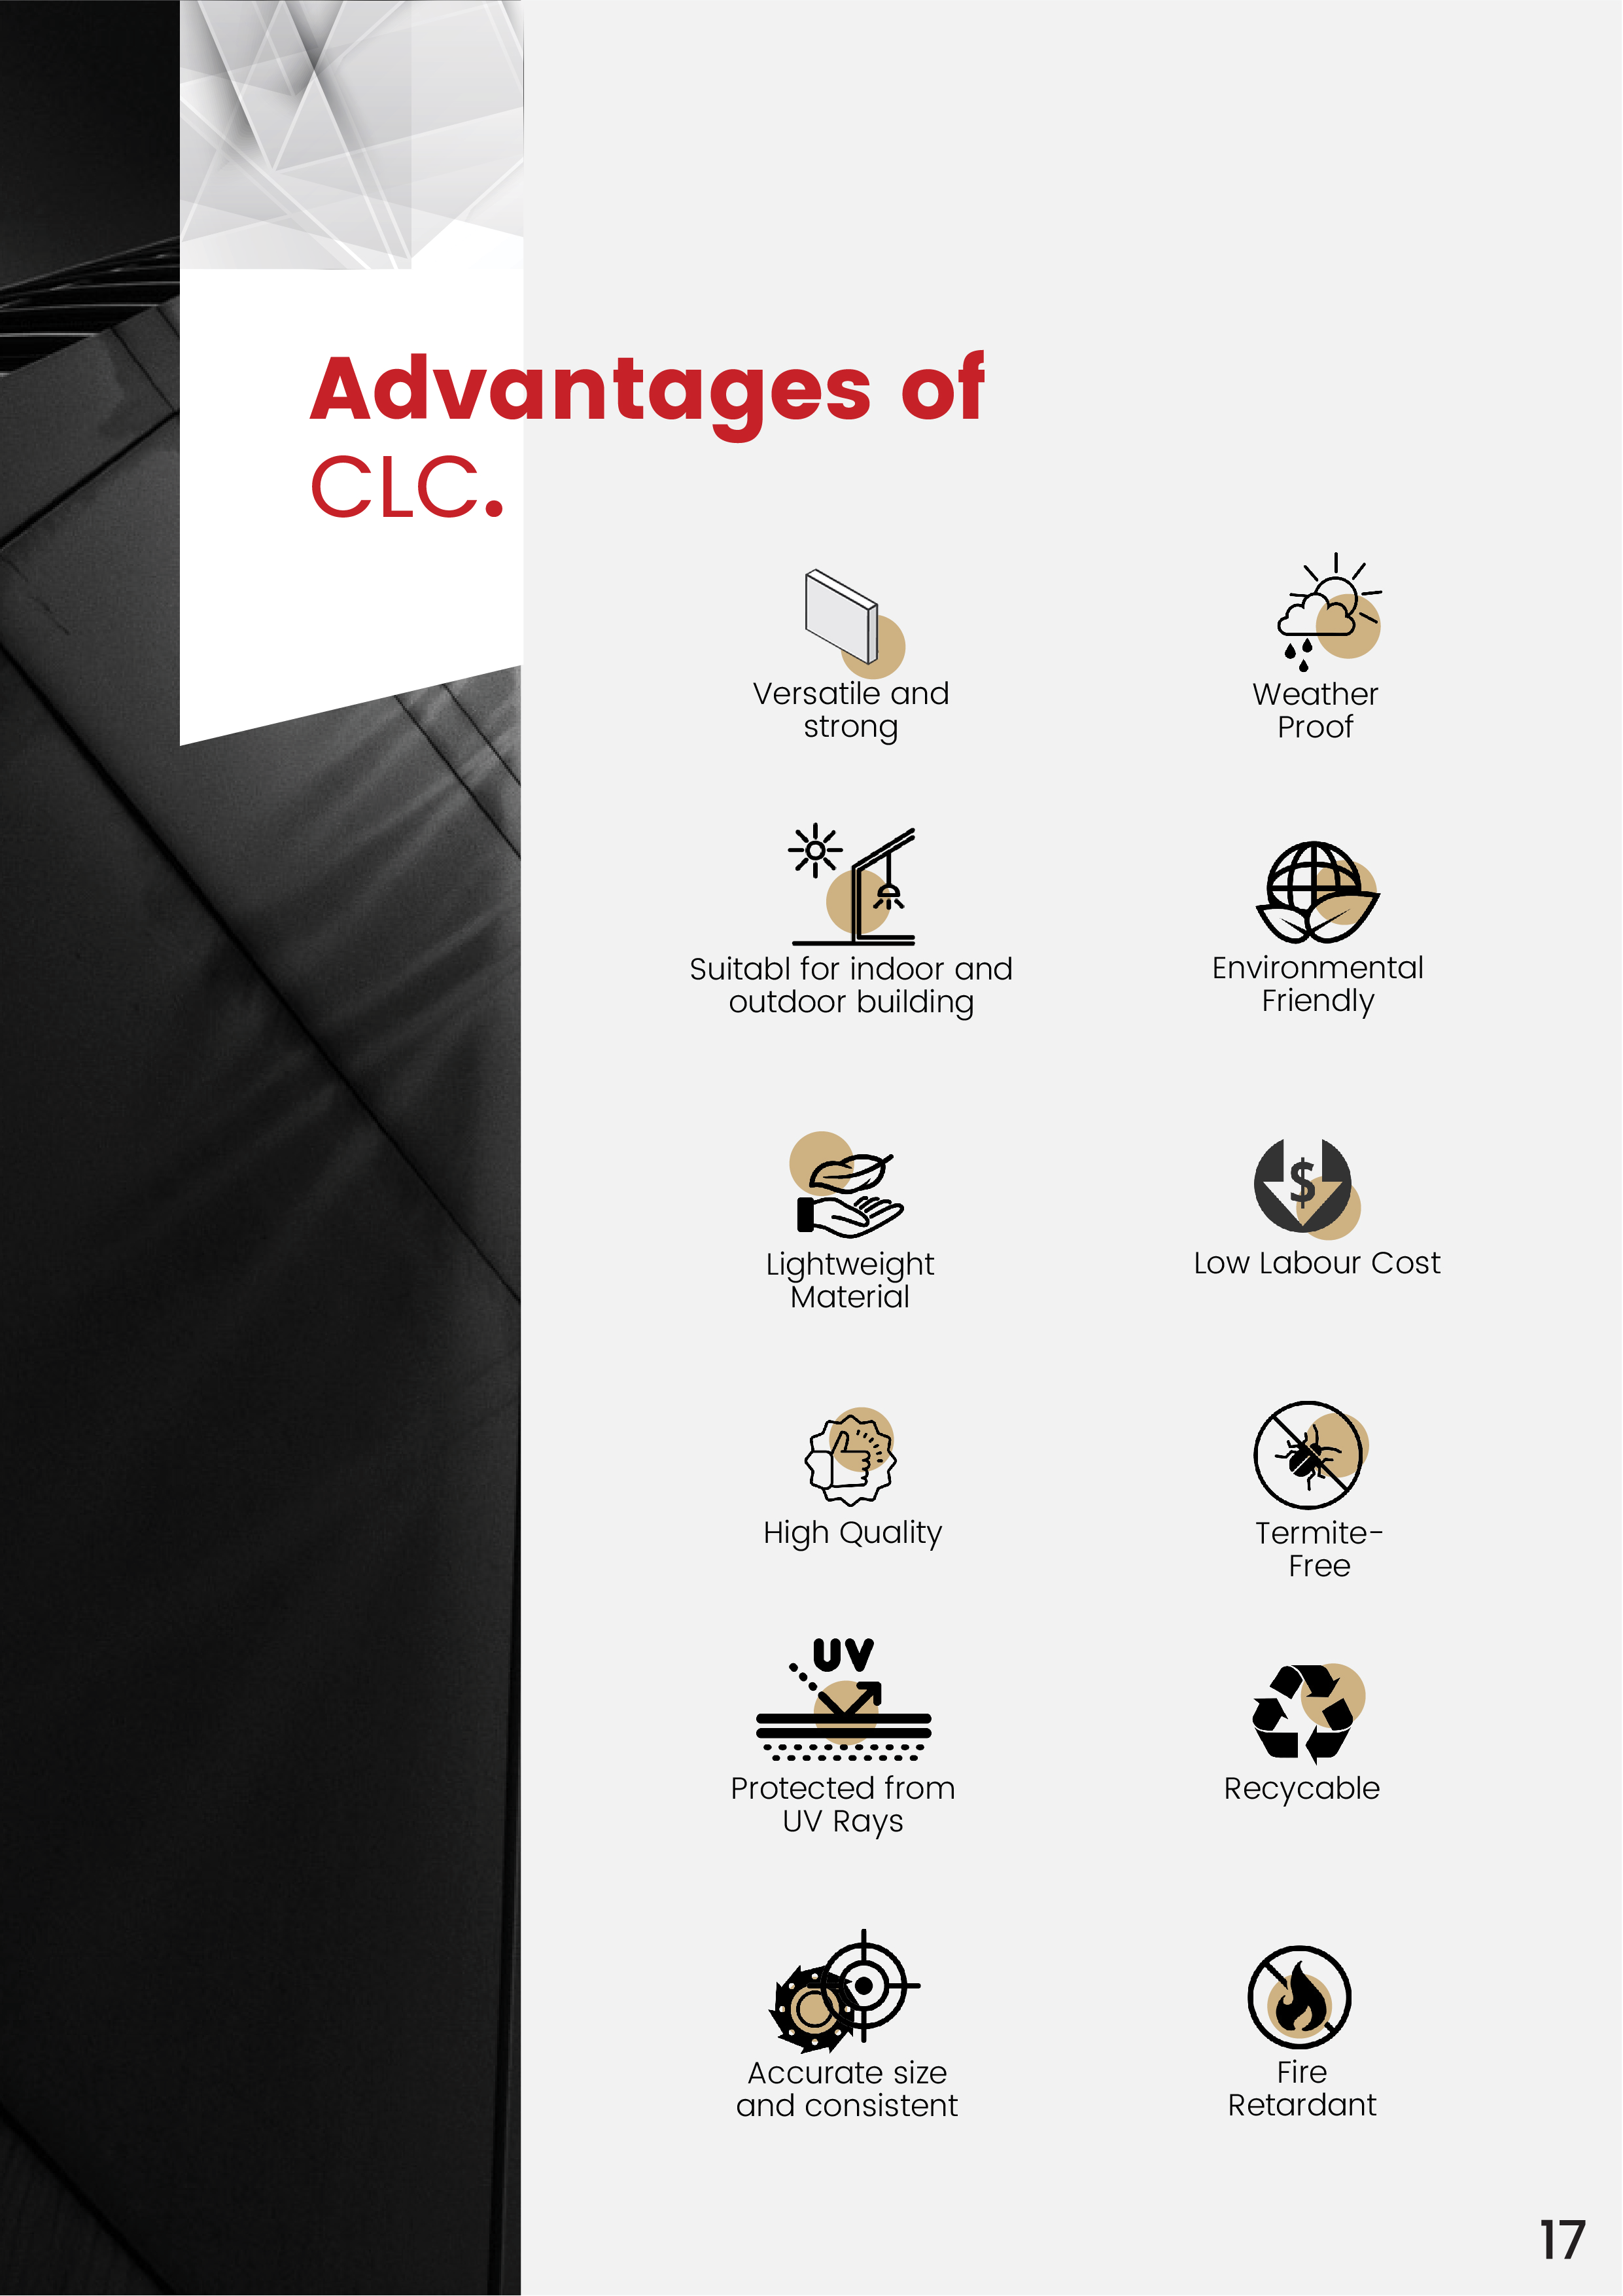 Advantages of
CLC.
Versatile and
strong
Weather
Proof
Suitabl for indoor and
outdoor building
Environmental
Friendly
Lightweight
Material
$
Low Labour Cost
High Quality
Termite-
Free
UV
Protected from
UV Rays
Recycable
Accurate size
and consistent
Fire
Retardant
17